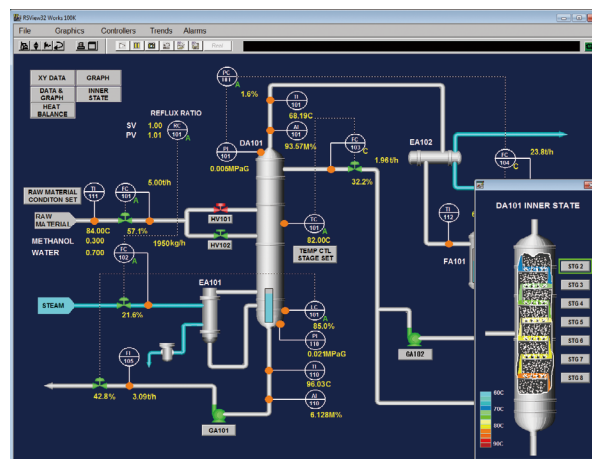 RSView32 Works 100K
File Graphics Controllers Trends Alarms
XY DATA GRAPH
DATA & GRAPH INNER STATE
HEAT BALANCE
REFLUX RATIO
SV 1.00
PV 1.01
RC 101 A
PC 101 A
1.6%
TI 101
68.19C
AI 101
93.57M%
DA101
PI 101
0.005MPaG
FC 103 C
1.96t/h
32.2%
EA102
FC 104 C
23.8t/h
RAW MATERIAL CONDITON SET
TI 111
FC 101 A
5.00t/h
RAW MATERIAL
84.00C
57.1%
METHANOL 0.300
WATER 0.700
1950kg/h
HV101
HV102
TC 101 A
82.00C
TEMP CTL STAGE SET
TI 112
FA101
FC 102 A
STEAM
21.6%
EA101
LC 101 A
85.0%
PI 110
0.021MPaG
TI 105
TI 110
96.03C
AI 110
6.128M%
42.8%
3.09t/h
GA101
GA102
DA101 INNER STATE
STG 2
STG 3
STG 4
STG 5
STG 6
STG 7
STG 8
60C
70C
80C
90C